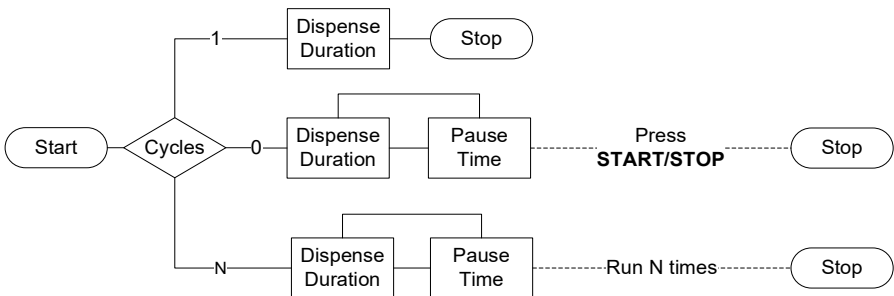 1
Dispense
Duration
Stop
Start
Cycles
0
Dispense
Duration
Pause
Time
Press
START/STOP
Stop
N
Dispense
Duration
Pause
Time
Run N times
Stop